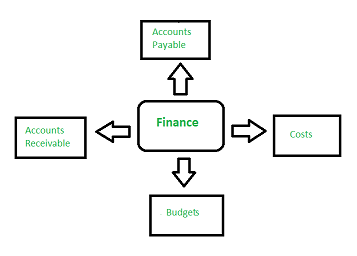 Accounts
Payable
Finance
Accounts
Receivable
Costs
Budgets